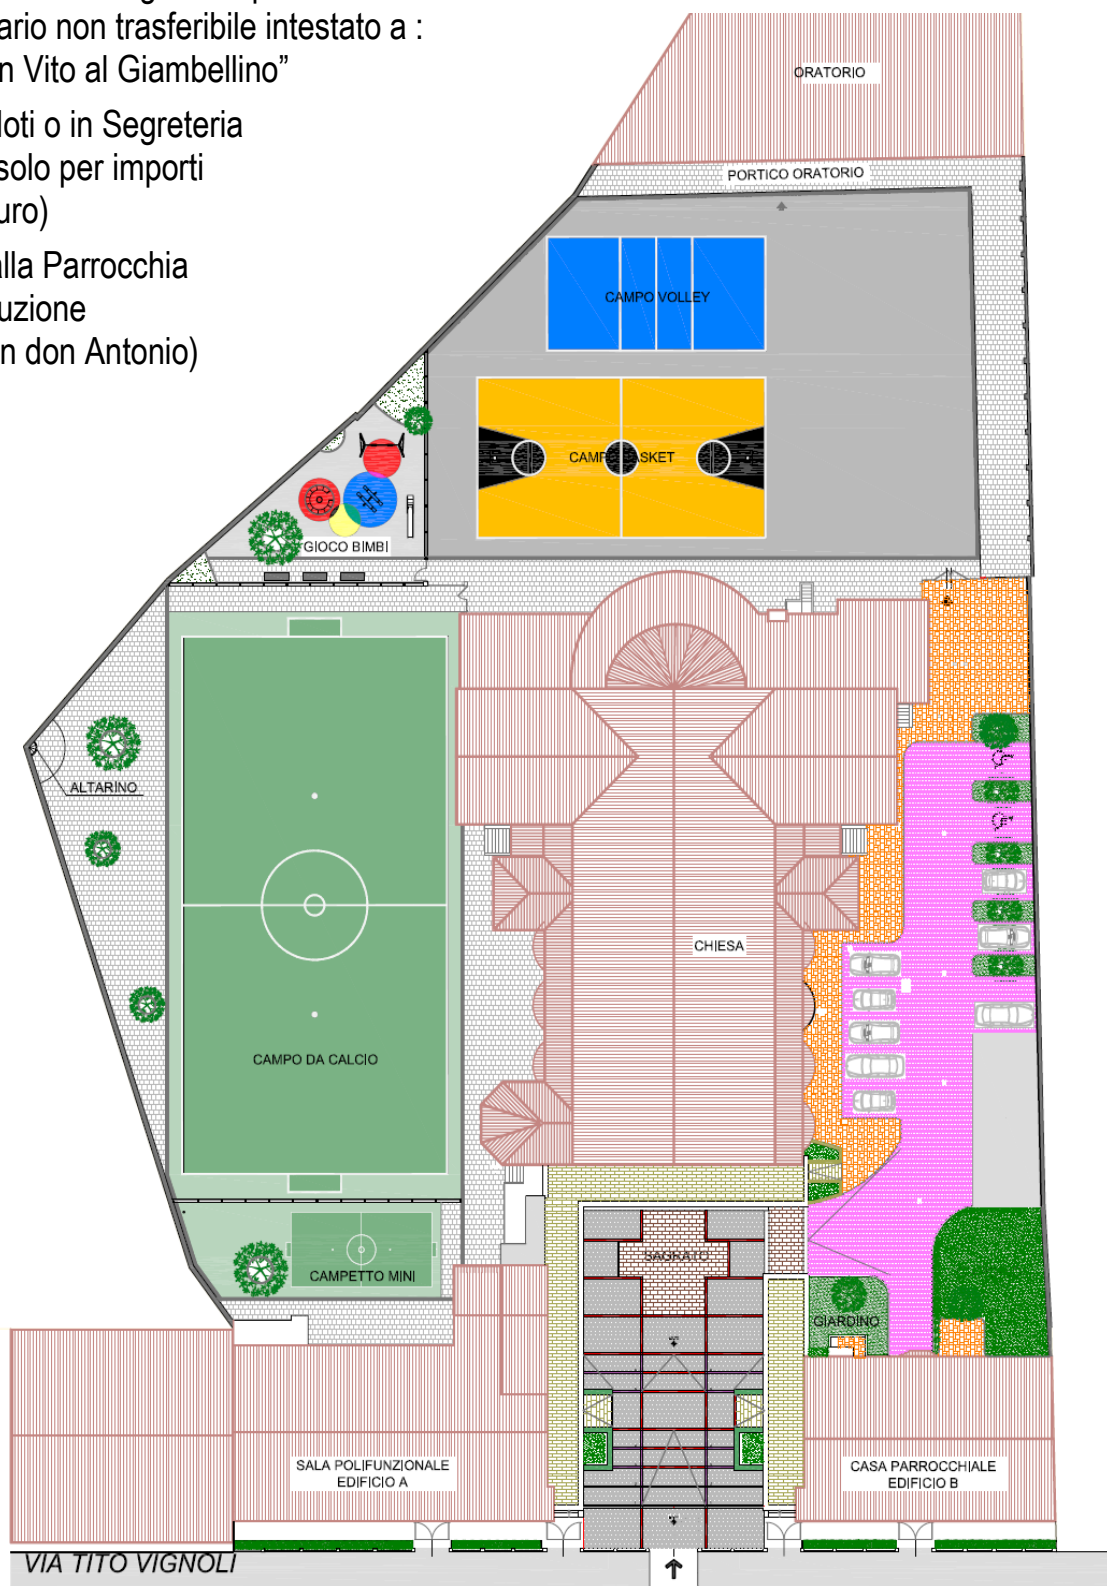 ario non trasferibile intestato a :
n Vito al Giambellino”
loti o in Segreteria
solo per importi
uro)
alla Parrocchia
uzione
n don Antonio)
ORATORIO
PORTICO ORATORIO
CAMPO VOLLEY
CAMPO BASKET
GIOCO BIMBI
ALTARINO
CHIESA
CAMPO DA CALCIO
SAGRATO
CAMPETTO MINI
GIARDINO
SALA POLIFUNZIONALE
EDIFICIO A
CASA PARROCCHIALE
EDIFICIO B
VIA TITO VIGNOLI